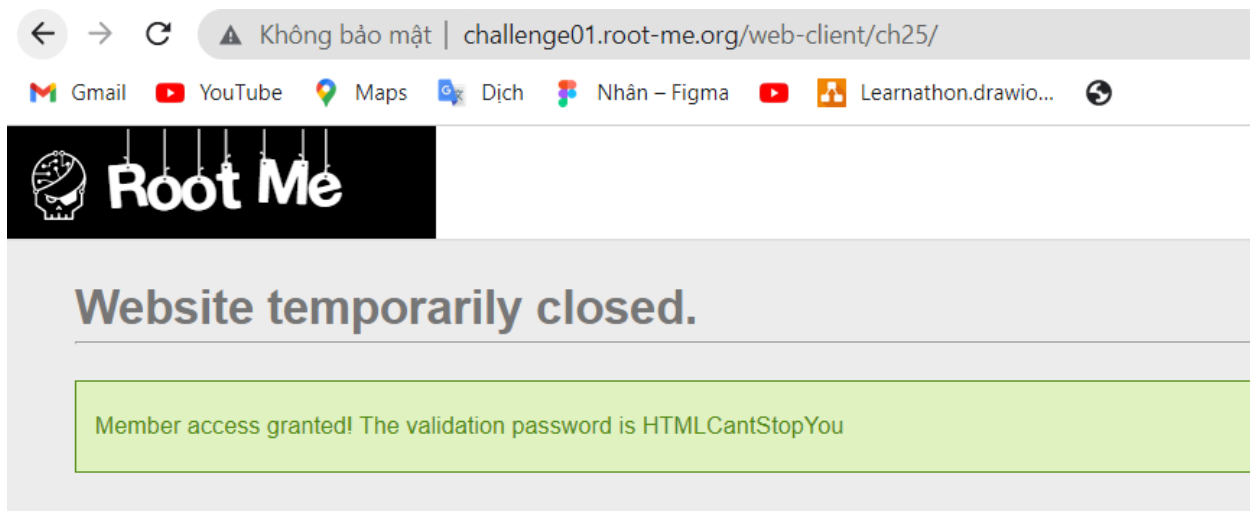 Không bảo mật | challenge01.root-me.org/web-client/ch25/
Gmail YouTube Maps Dịch Nhân – Figma Learnathon.drawio...
Root Me
Website temporarily closed.
Member access granted! The validation password is HTMLCantStopYou